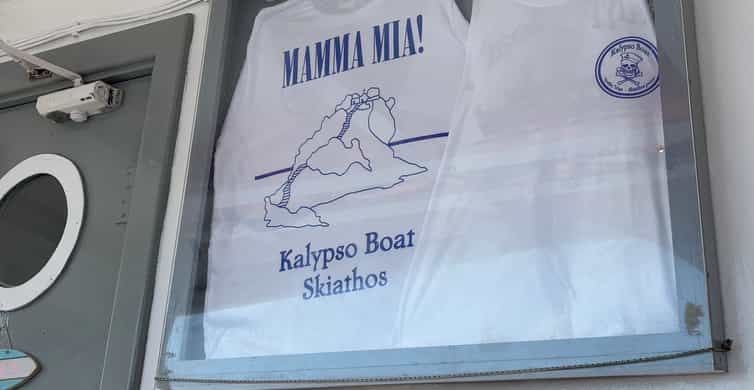 MAMMA MIA!
Kalypso Boat
Skiathos
Kalypso Boat